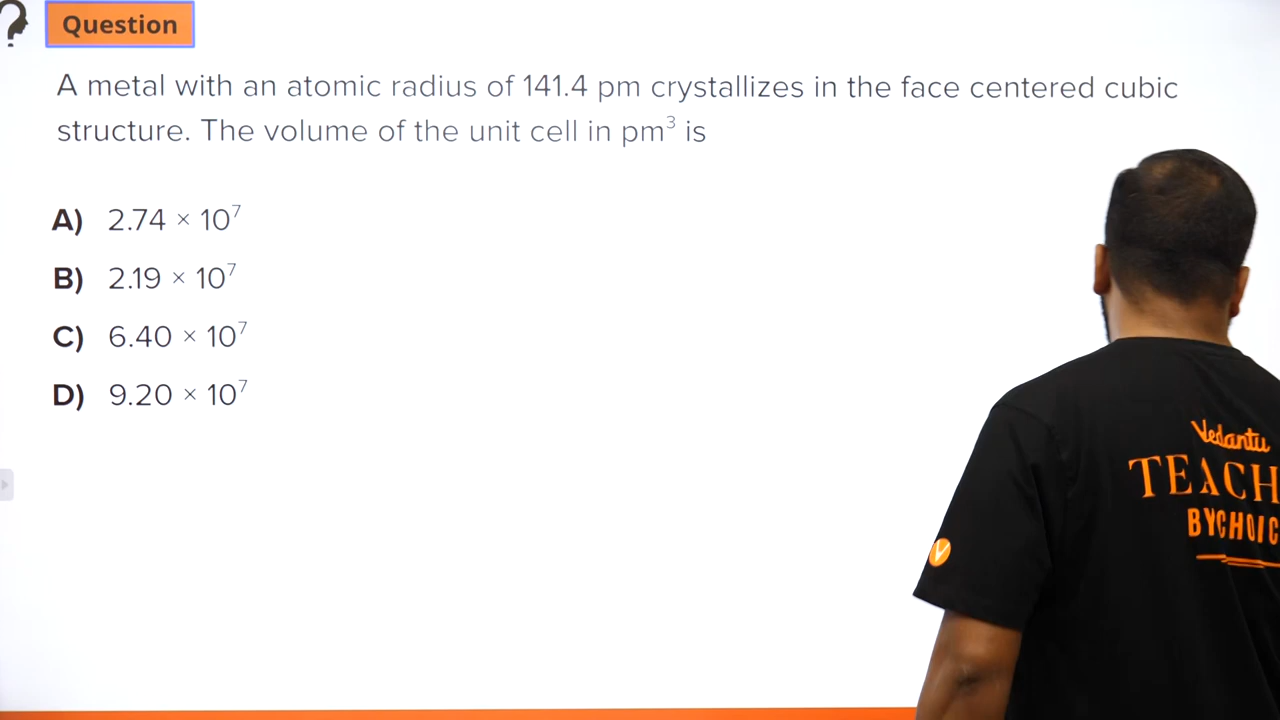 Question
A metal with an atomic radius of 141.4 pm crystallizes in the face centered cubic
structure. The volume of the unit cell in pm³ is
A) 2.74 × 10⁷
B) 2.19 × 10⁷
C) 6.40 × 10⁷
D) 9.20 × 10⁷
Vedantu
TEACH
BYCHOIC